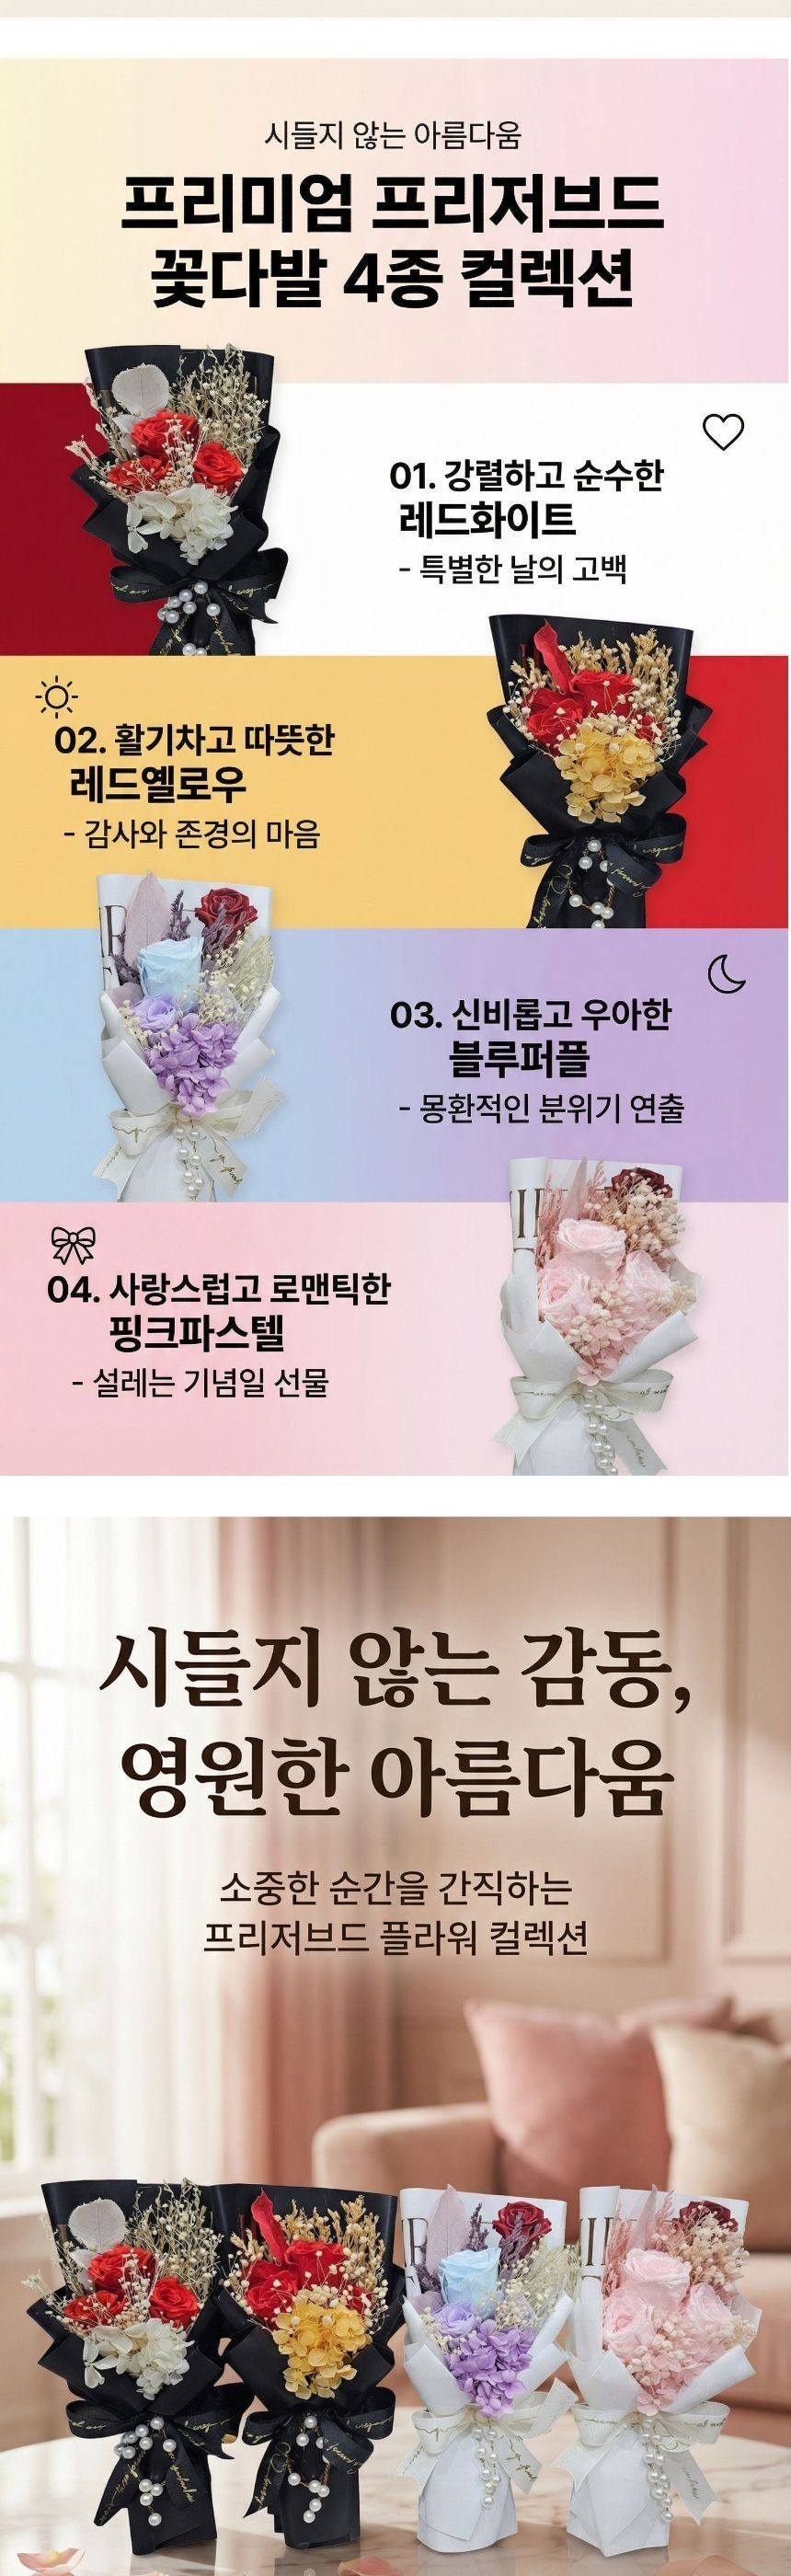 시들지 않는 아름다움
프리미엄 프리저브드
꽃다발 4종 컬렉션
01. 강렬하고 순수한
레드화이트
- 특별한 날의 고백
02. 활기차고 따뜻한
레드옐로우
- 감사와 존경의 마음
03. 신비롭고 우아한
블루퍼플
- 몽환적인 분위기 연출
04. 사랑스럽고 로맨틱한
핑크파스텔
- 설레는 기념일 선물
시들지 않는 감동,
영원한 아름다움
소중한 순간을 간직하는
프리저브드 플라워 컬렉션